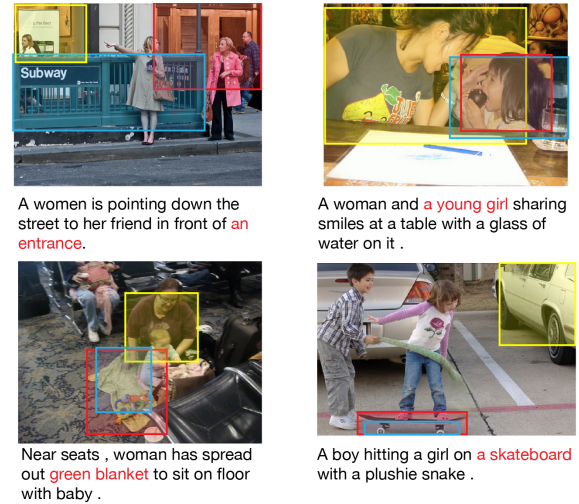 Subway
A women is pointing down the
street to her friend in front of an
entrance.
A woman and a young girl sharing
smiles at a table with a glass of
water on it .
Near seats , woman has spread
out green blanket to sit on floor
with baby .
A boy hitting a girl on a skateboard
with a plushie snake .